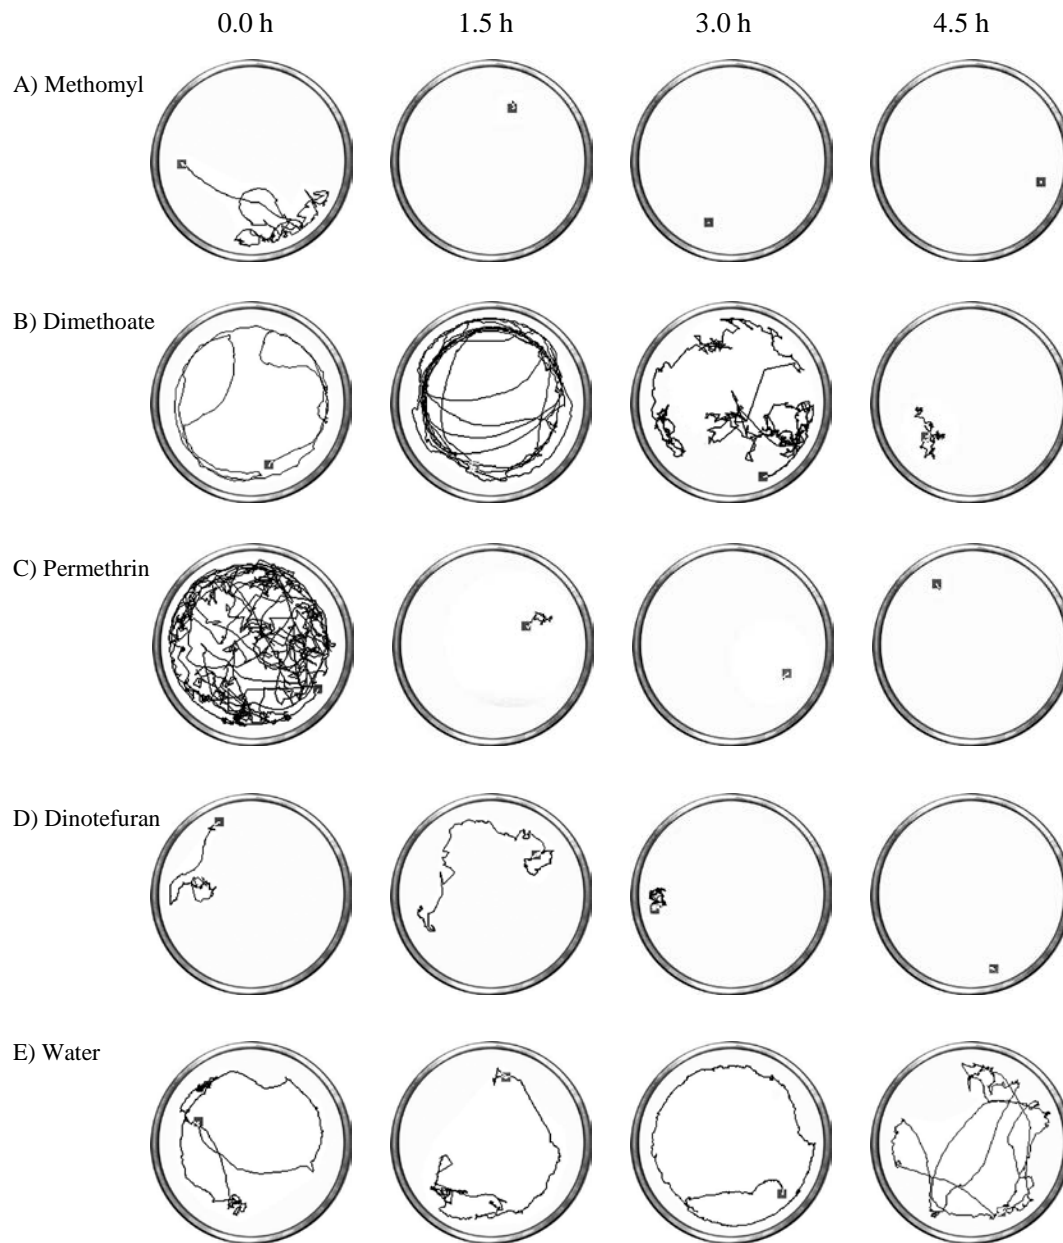 0.0 h 1.5 h 3.0 h 4.5 h
A) Methomyl
B) Dimethoate
C) Permethrin
D) Dinotefuran
E) Water